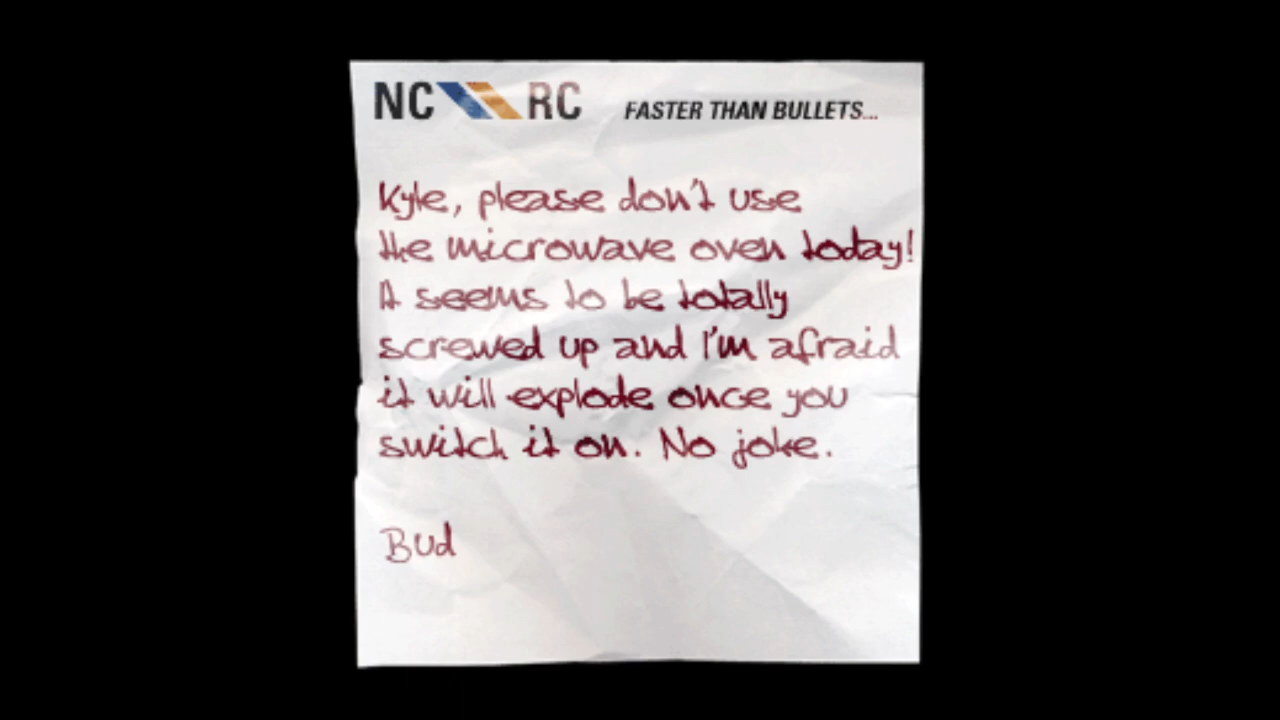 NC RC FASTER THAN BULLETS...
Kyle, please don't use
the microwave oven today!
It seems to be totally
screwed up and I'm afraid
it will explode once you
switch it on. No joke.
Bud